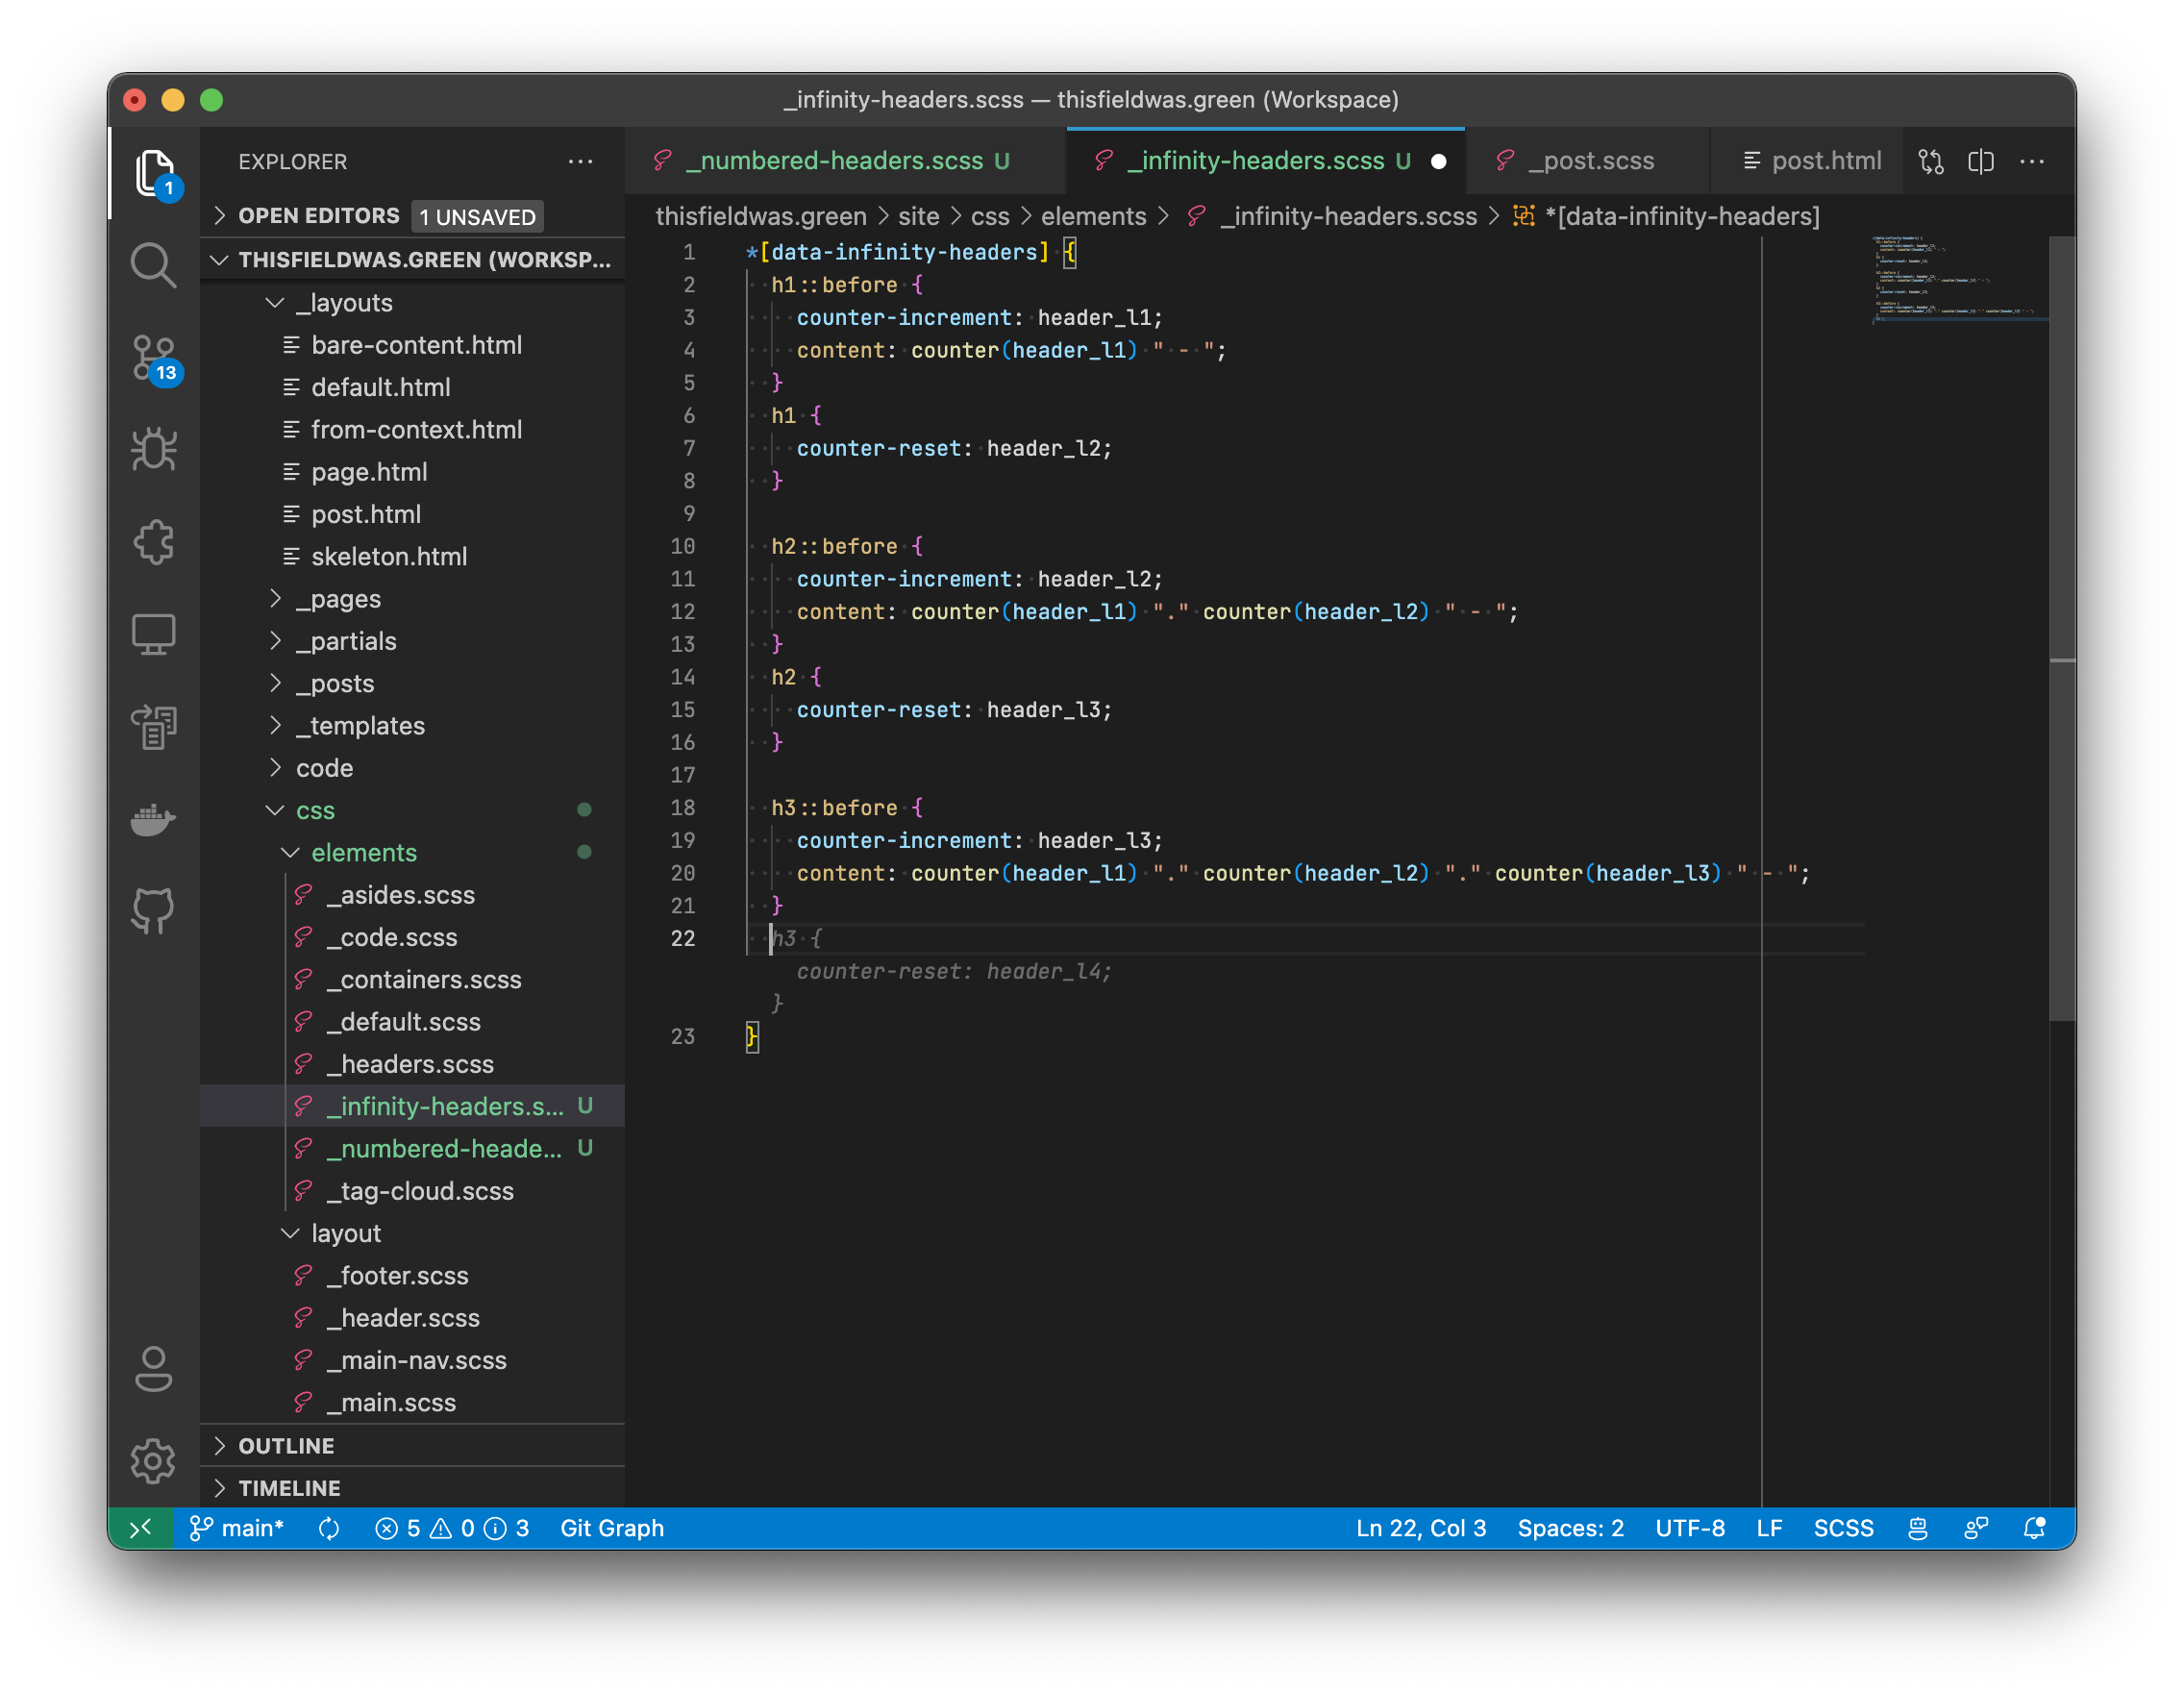 _infinity-headers.scss — thisfieldwas.green (Workspace)
EXPLORER
1
OPEN EDITORS 1 UNSAVED
THISFIELDWAS.GREEN (WORKSP...
_layouts
bare-content.html
default.html
13
from-context.html
page.html
post.html
skeleton.html
_pages
_partials
_posts
_templates
code
css
elements
_asides.scss
_code.scss
_containers.scss
_default.scss
_headers.scss
_infinity-headers.s... U
_numbered-heade... U
_tag-cloud.scss
layout
_footer.scss
_header.scss
_main-nav.scss
_main.scss
OUTLINE
TIMELINE
_numbered-headers.scss U
_infinity-headers.scss U
_post.scss
post.html
thisfieldwas.green > site > css > elements > _infinity-headers.scss > *[data-infinity-headers]
1 *[data-infinity-headers] {
2 h1::before {
3 counter-increment: header_l1;
4 content: counter(header_l1) " - ";
5 }
6 h1 {
7 counter-reset: header_l2;
8 }
9
10 h2::before {
11 counter-increment: header_l2;
12 content: counter(header_l1) "." counter(header_l2) " - ";
13 }
14 h2 {
15 counter-reset: header_l3;
16 }
17
18 h3::before {
19 counter-increment: header_l3;
20 content: counter(header_l1) "." counter(header_l2) "." counter(header_l3) " - ";
21 }
22 h3 {
counter-reset: header_l4;
}
23 }
main* 5 0 3 Git Graph Ln 22, Col 3 Spaces: 2 UTF-8 LF SCSS